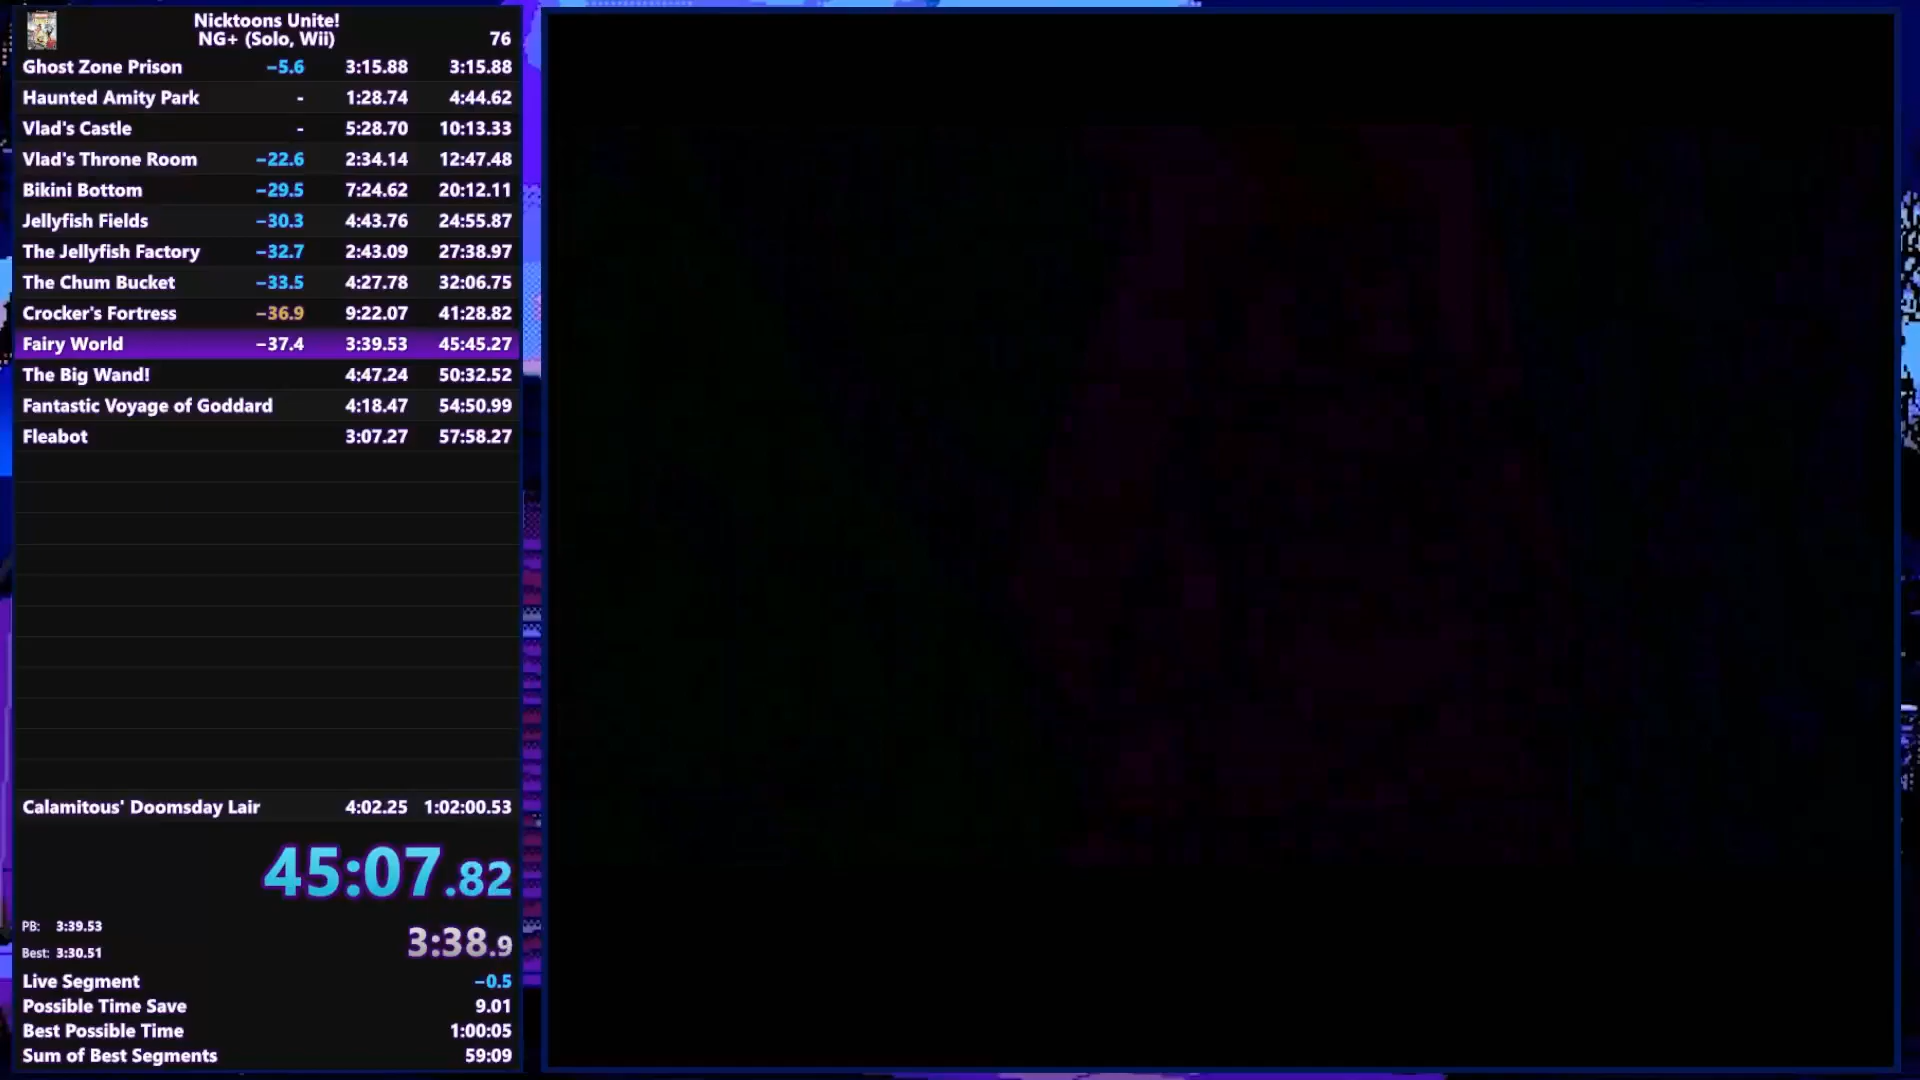 Nicktoons Unite!
NG+ (Solo, Wii) 76
Ghost Zone Prison −5.6 3:15.88 3:15.88
Haunted Amity Park - 1:28.74 4:44.62
Vlad's Castle - 5:28.70 10:13.33
Vlad's Throne Room −22.6 2:34.14 12:47.48
Bikini Bottom −29.5 7:24.62 20:12.11
Jellyfish Fields −30.3 4:43.76 24:55.87
The Jellyfish Factory −32.7 2:43.09 27:38.97
The Chum Bucket −33.5 4:27.78 32:06.75
Crocker's Fortress −36.9 9:22.07 41:28.82
Fairy World −37.4 3:39.53 45:45.27
The Big Wand! 4:47.24 50:32.52
Fantastic Voyage of Goddard 4:18.47 54:50.99
Fleabot 3:07.27 57:58.27
Calamitous' Doomsday Lair 4:02.25 1:02:00.53
45:07.82
PB: 3:39.53
3:38.9
Best: 3:30.51
Live Segment −0.5
Possible Time Save 9.01
Best Possible Time 1:00:05
Sum of Best Segments 59:09